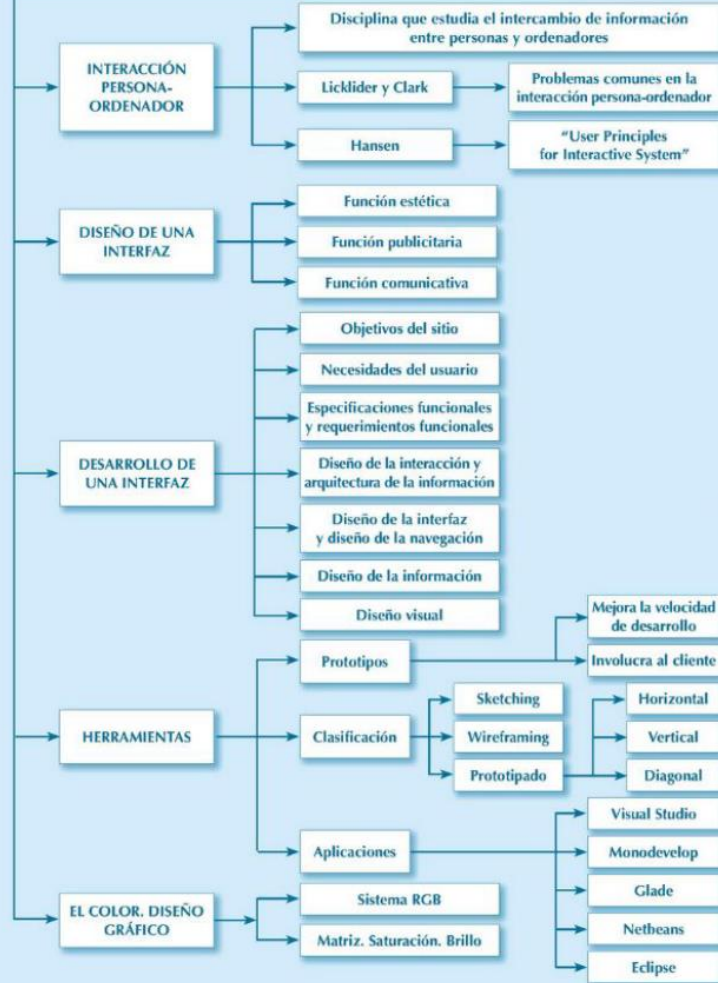 INTERACCIÓN
PERSONA-
ORDENADOR
Disciplina que estudia el intercambio de información
entre personas y ordenadores
Licklider y Clark
Problemas comunes en la
interacción persona-ordenador
Hansen
“User Principles
for Interactive System”
DISEÑO DE UNA
INTERFAZ
Función estética
Función publicitaria
Función comunicativa
DESARROLLO DE
UNA INTERFAZ
Objetivos del sitio
Necesidades del usuario
Especificaciones funcionales
y requerimientos funcionales
Diseño de la interacción y
arquitectura de la información
Diseño de la interfaz
y diseño de la navegación
Diseño de la información
Diseño visual
HERRAMIENTAS
Prototipos
Mejora la velocidad
de desarrollo
Involucra al cliente
Clasificación
Sketching
Wireframing
Prototipado
Horizontal
Vertical
Diagonal
Aplicaciones
Visual Studio
Monodevelop
Glade
Netbeans
Eclipse
EL COLOR. DISEÑO
GRÁFICO
Sistema RGB
Matriz. Saturación. Brillo